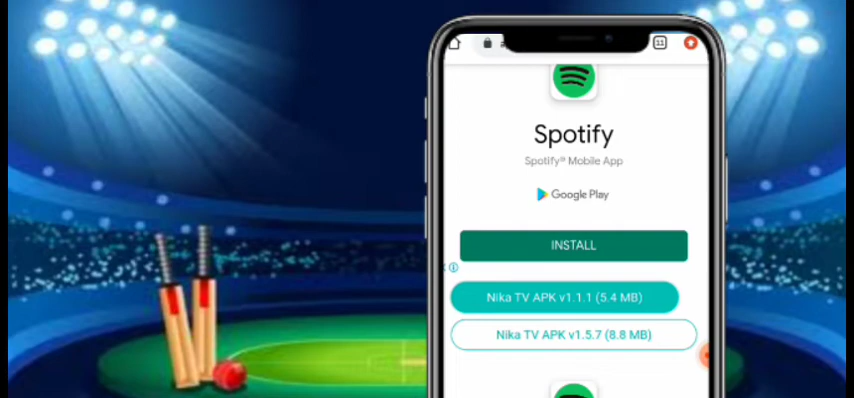 11
Spotify
Spotify® Mobile App
Google Play
INSTALL
Nika TV APK v1.1.1 (5.4 MB)
Nika TV APK v1.5.7 (8.8 MB)